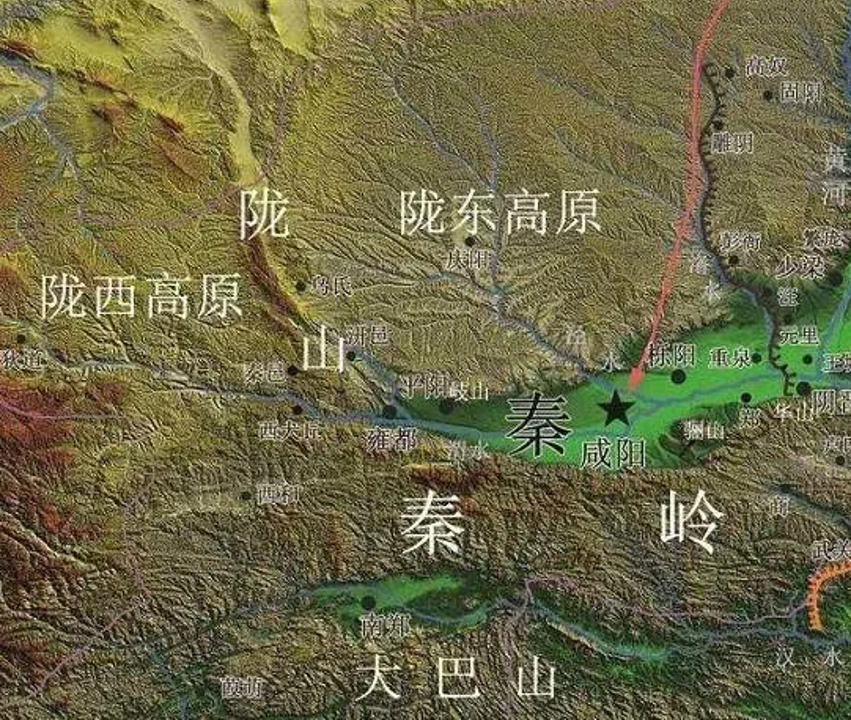 高奴
固阳
雕阴
黄河
陇
陇东高原
庆阳
彭衙
繁庞
少梁
洛水
乌氏
陇西高原
汪
山
汧邑
元里
泾水
栎阳
重泉
狄道
秦邑
平阳
岐山
秦
郑
华山
西犬丘
雍都
渭水
咸阳
骊山
西和
秦岭
商
武关
南郑
汉水
葭萌
大巴山